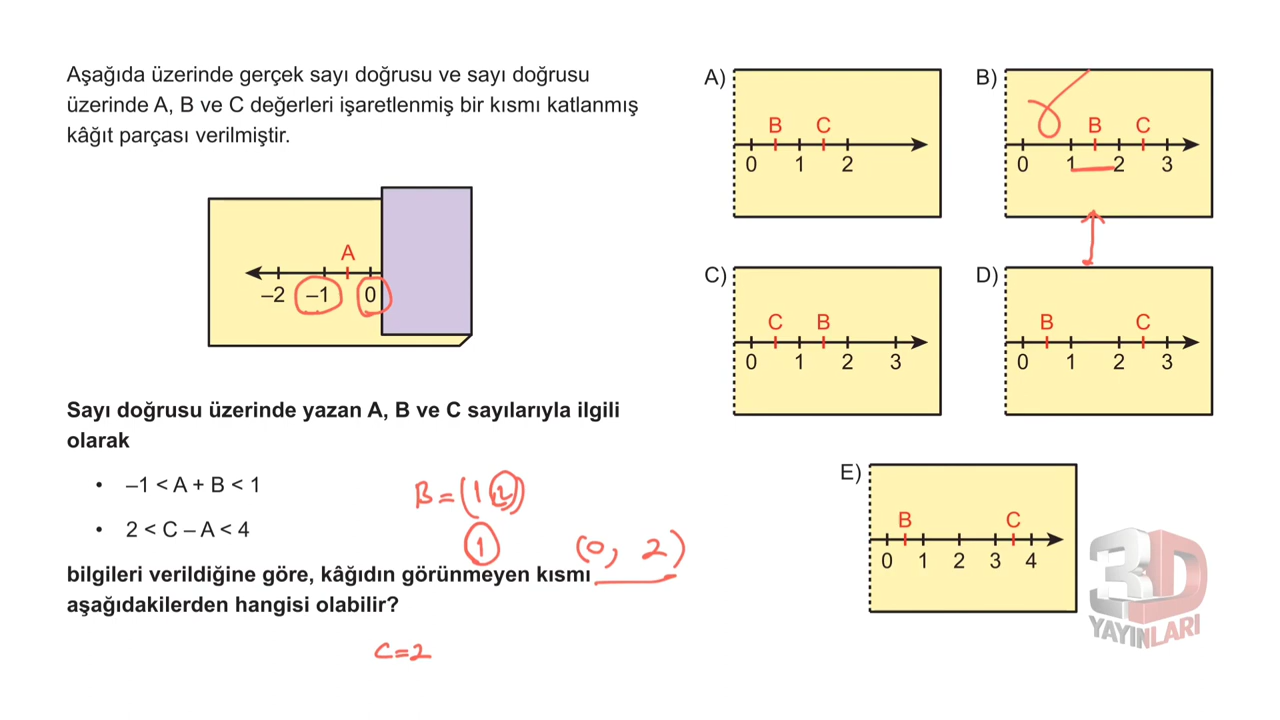 Aşağıda üzerinde gerçek sayı doğrusu ve sayı doğrusu
üzerinde A, B ve C değerleri işaretlenmiş bir kısmı katlanmış
kâğıt parçası verilmiştir.
A
–2 –1 0
Sayı doğrusu üzerinde yazan A, B ve C sayılarıyla ilgili
olarak
• –1 < A + B < 1
• 2 < C – A < 4
B = (1 2)
1
(0, 2)
bilgileri verildiğine göre, kâğıdın görünmeyen kısmı
aşağıdakilerden hangisi olabilir?
C=2
A)
B C
0 1 2
B)
B C
0 1 2 3
C)
C B
0 1 2 3
D)
B C
0 1 2 3
E)
B C
0 1 2 3 4
3D
YAYINLARI